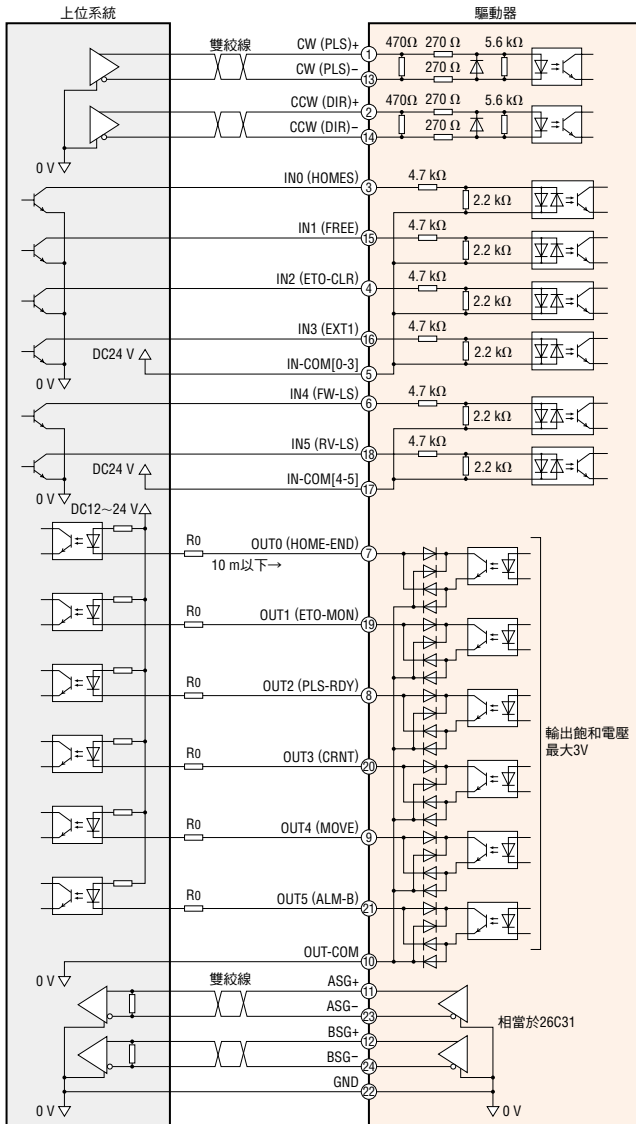 上位系統
驅動器
雙絞線
CW (PLS)+
1
470Ω
270 Ω
5.6 kΩ
CW (PLS)−
13
270 Ω
CCW (DIR)+
2
470Ω
270 Ω
5.6 kΩ
CCW (DIR)−
14
270 Ω
0 V
IN0 (HOMES)
3
4.7 kΩ
2.2 kΩ
IN1 (FREE)
15
4.7 kΩ
2.2 kΩ
IN2 (ETO-CLR)
4
4.7 kΩ
2.2 kΩ
IN3 (EXT1)
16
4.7 kΩ
2.2 kΩ
DC24 V
IN-COM[0-3]
5
0 V
IN4 (FW-LS)
6
4.7 kΩ
2.2 kΩ
IN5 (RV-LS)
18
4.7 kΩ
2.2 kΩ
DC24 V
IN-COM[4-5]
17
0 V
DC12～24 V
R0
OUT0 (HOME-END)
7
10 m以下→
R0
OUT1 (ETO-MON)
19
R0
OUT2 (PLS-RDY)
8
輸出飽和電壓
最大3V
R0
OUT3 (CRNT)
20
R0
OUT4 (MOVE)
9
R0
OUT5 (ALM-B)
21
OUT-COM
10
0 V
雙絞線
ASG+
11
ASG−
23
相當於26C31
BSG+
12
BSG−
24
GND
22
0 V
0 V